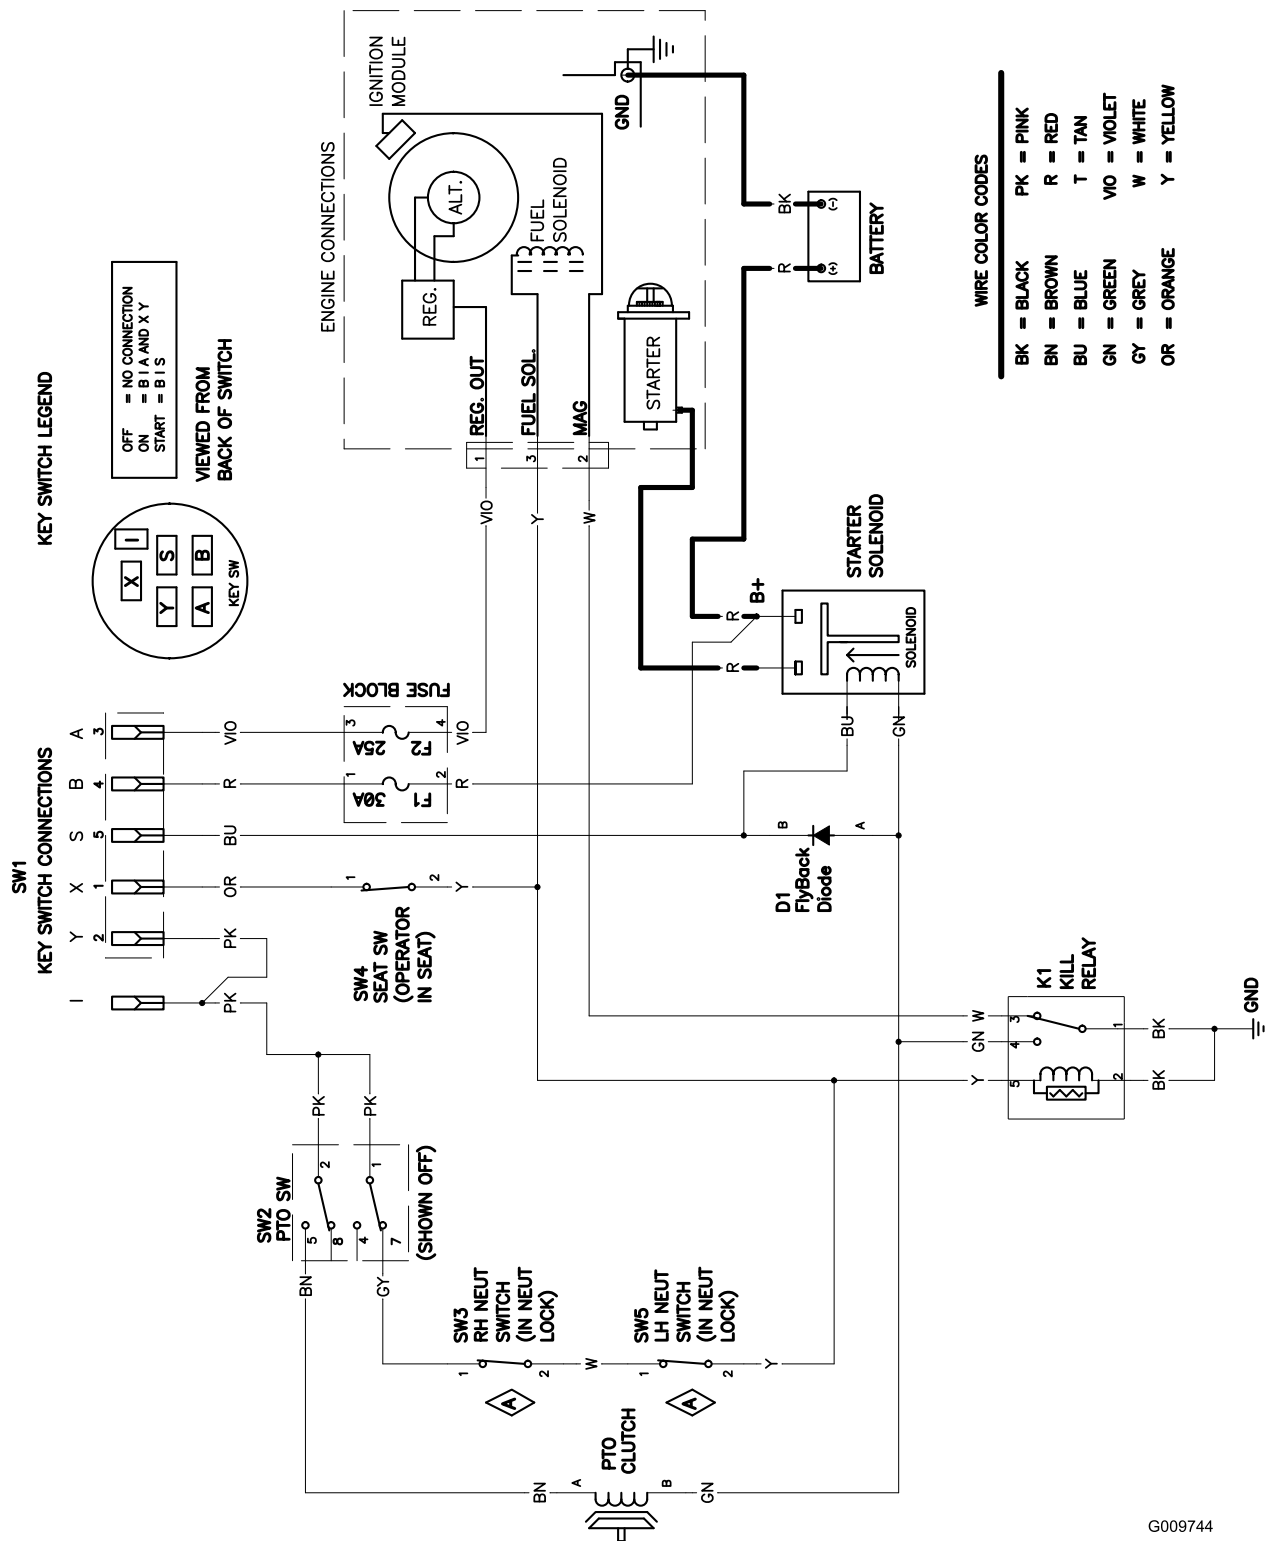 KEY SWITCH LEGEND
OFF = NO CONNECTION
ON = B I A AND X Y
START = B I S
VIEWED FROM
BACK OF SWITCH
X
I
Y
S
A
B
KEY SW
SW1
KEY SWITCH CONNECTIONS
I
Y
X
S
B
A
2
1
5
4
3
PK
PK
OR
BU
R
VIO
FUSE BLOCK
1
30A
F1
2
R
3
25A
F2
4
VIO
1
2
Y
SW4
SEAT SW
(OPERATOR
IN SEAT)
ENGINE CONNECTIONS
IGNITION
MODULE
ALT.
REG.
FUEL
SOLENOID
GND
STARTER
REG. OUT
FUEL SOL.
MAG
1
3
2
VIO
Y
W
BK
R
(-)
(+)
BATTERY
R
R
B+
STARTER
SOLENOID
SOLENOID
BU
GN
B
A
D1
FlyBack
Diode
K1
KILL
RELAY
W
GN
Y
3
4
5
1
2
BK
BK
GND
PK
PK
SW2
PTO SW
2
1
5
8
4
7
(SHOWN OFF)
BN
GY
SW3
RH NEUT
SWITCH
(IN NEUT
LOCK)
1
2
A
W
SW5
LH NEUT
SWITCH
(IN NEUT
LOCK)
1
2
A
Y
PTO
CLUTCH
BN
A
B
GN
WIRE COLOR CODES
BK = BLACK PK = PINK
BN = BROWN R = RED
BU = BLUE T = TAN
GN = GREEN VIO = VIOLET
GY = GREY W = WHITE
OR = ORANGE Y = YELLOW
G009744